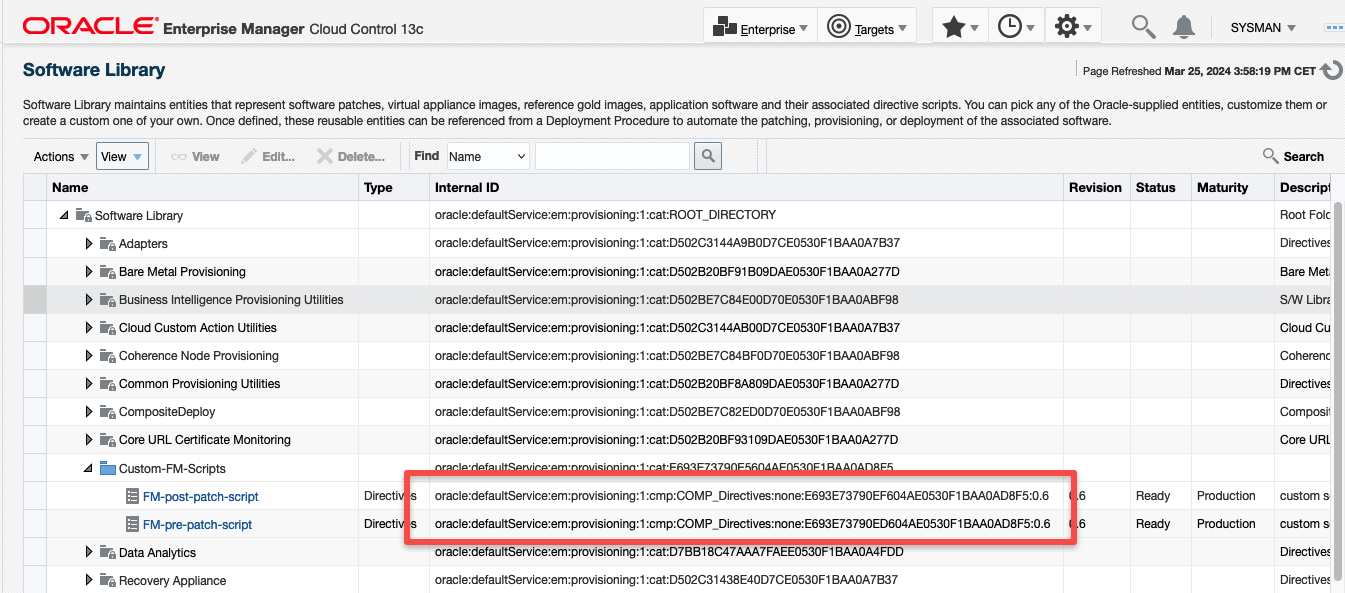 ORACLE® Enterprise Manager Cloud Control 13c Enterprise Targets SYSMAN
Software Library
Page Refreshed Mar 25, 2024 3:58:19 PM CET
Software Library maintains entities that represent software patches, virtual appliance images, reference gold images, application software and their associated directive scripts. You can pick any of the Oracle-supplied entities, customize them or
create a custom one of your own. Once defined, these reusable entities can be referenced from a Deployment Procedure to automate the patching, provisioning, or deployment of the associated software.
Actions View View Edit... Delete... Find Name Search
Name Type Internal ID Revision Status Maturity Descript
Software Library oracle:defaultService:em:provisioning:1:cat:ROOT_DIRECTORY Root Fold
Adapters oracle:defaultService:em:provisioning:1:cat:D502C3144A9B0D7CE0530F1BAA0A7B37 Directives
Bare Metal Provisioning oracle:defaultService:em:provisioning:1:cat:D502B20BF91B09DAE0530F1BAA0A277D Bare Met
Business Intelligence Provisioning Utilities oracle:defaultService:em:provisioning:1:cat:D502BE7C84E00D70E0530F1BAA0ABF98 S/W Libra
Cloud Custom Action Utilities oracle:defaultService:em:provisioning:1:cat:D502C3144AB00D7CE0530F1BAA0A7B37 Cloud Cu
Coherence Node Provisioning oracle:defaultService:em:provisioning:1:cat:D502BE7C84BF0D70E0530F1BAA0ABF98 Coherenc
Common Provisioning Utilities oracle:defaultService:em:provisioning:1:cat:D502B20BF8A809DAE0530F1BAA0A277D Directives
CompositeDeploy oracle:defaultService:em:provisioning:1:cat:D502BE7C82ED0D70E0530F1BAA0ABF98 Composit
Core URL Certificate Monitoring oracle:defaultService:em:provisioning:1:cat:D502B20BF93109DAE0530F1BAA0A277D Core URL
Custom-FM-Scripts oracle:defaultService:em:provisioning:1:cat:E693E73790E5604AE0530F1BAA0AD8F5
FM-post-patch-script Directives oracle:defaultService:em:provisioning:1:cmp:COMP_Directives:none:E693E73790EF604AE0530F1BAA0AD8F5:0.6 0.6 Ready Production custom s
FM-pre-patch-script Directives oracle:defaultService:em:provisioning:1:cmp:COMP_Directives:none:E693E73790ED604AE0530F1BAA0AD8F5:0.6 0.6 Ready Production custom s
Data Analytics oracle:defaultService:em:provisioning:1:cat:D7BB18C47AAA7FAEE0530F1BAA0A4FDD Directives
Recovery Appliance oracle:defaultService:em:provisioning:1:cat:D502C31438E40D7CE0530F1BAA0A7B37 Directives